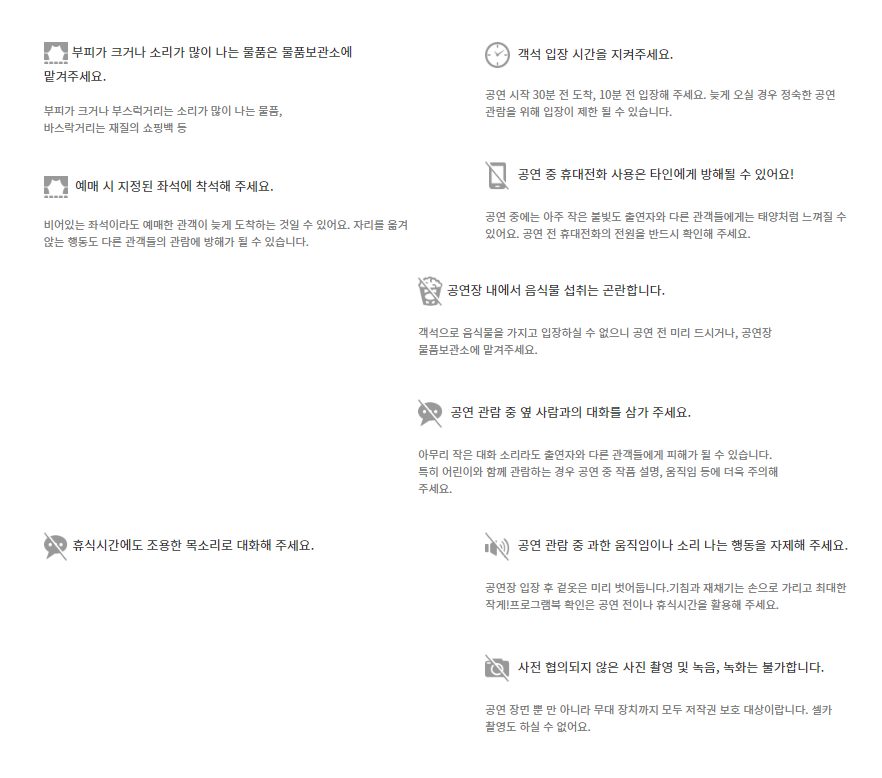 부피가 크거나 소리가 많이 나는 물품은 물품보관소에
맡겨주세요.
부피가 크거나 부스럭거리는 소리가 많이 나는 물품,
바스락거리는 재질의 쇼핑백 등
객석 입장 시간을 지켜주세요.
공연 시작 30분 전 도착, 10분 전 입장해 주세요. 늦게 오실 경우 정숙한 공연
관람을 위해 입장이 제한 될 수 있습니다.
예매 시 지정된 좌석에 착석해 주세요.
비어있는 좌석이라도 예매한 관객이 늦게 도착하는 것일 수 있어요. 자리를 옮겨
앉는 행동도 다른 관객들의 관람에 방해가 될 수 있습니다.
공연 중 휴대전화 사용은 타인에게 방해될 수 있어요!
공연 중에는 아주 작은 불빛도 출연자와 다른 관객들에게는 태양처럼 느껴질 수
있어요. 공연 전 휴대전화의 전원을 반드시 확인해 주세요.
공연장 내에서 음식물 섭취는 곤란합니다.
객석으로 음식물을 가지고 입장하실 수 없으니 공연 전 미리 드시거나, 공연장
물품보관소에 맡겨주세요.
공연 관람 중 옆 사람과의 대화를 삼가 주세요.
아무리 작은 대화 소리라도 출연자와 다른 관객들에게 피해가 될 수 있습니다.
특히 어린이와 함께 관람하는 경우 공연 중 작품 설명, 움직임 등에 더욱 주의해
주세요.
휴식시간에도 조용한 목소리로 대화해 주세요.
공연 관람 중 과한 움직임이나 소리 나는 행동을 자제해 주세요.
공연장 입장 후 겉옷은 미리 벗어둡니다.기침과 재채기는 손으로 가리고 최대한
작게!프로그램북 확인은 공연 전이나 휴식시간을 활용해 주세요.
사전 협의되지 않은 사진 촬영 및 녹음, 녹화는 불가합니다.
공연 장면 뿐 만 아니라 무대 장치까지 모두 저작권 보호 대상이랍니다. 셀카
촬영도 하실 수 없어요.